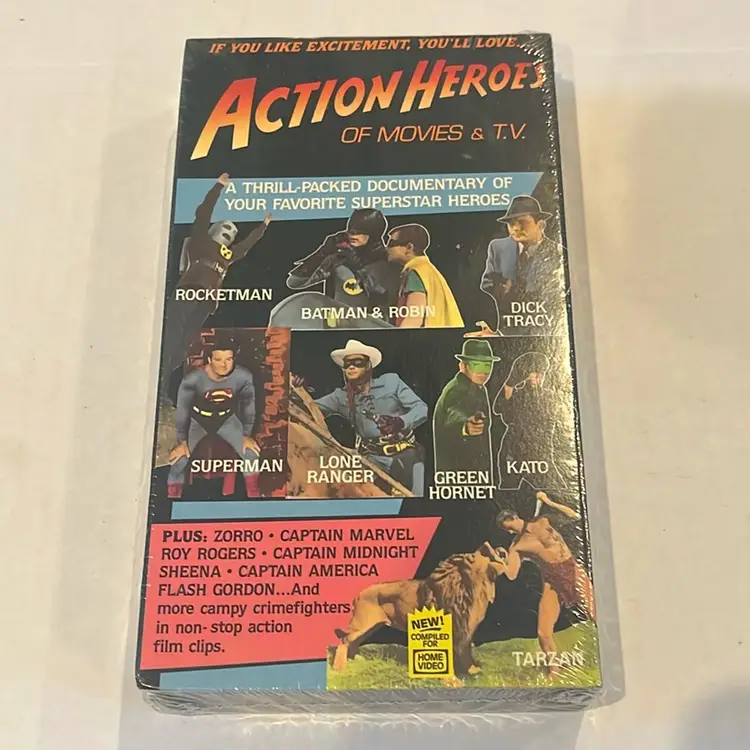 IF YOU LIKE EXCITEMENT, YOU'LL LOVE...
ACTION HEROES
OF MOVIES & T.V.
A THRILL-PACKED DOCUMENTARY OF
YOUR FAVORITE SUPERSTAR HEROES
ROCKETMAN
BATMAN & ROBIN
DICK
TRACY
SUPERMAN
LONE
RANGER
GREEN
HORNET
KATO
PLUS: ZORRO • CAPTAIN MARVEL
ROY ROGERS • CAPTAIN MIDNIGHT
SHEENA • CAPTAIN AMERICA
FLASH GORDON...And
more campy crimefighters
in non-stop action
film clips.
NEW!
COMPILED
FOR
HOME
VIDEO
TARZAN